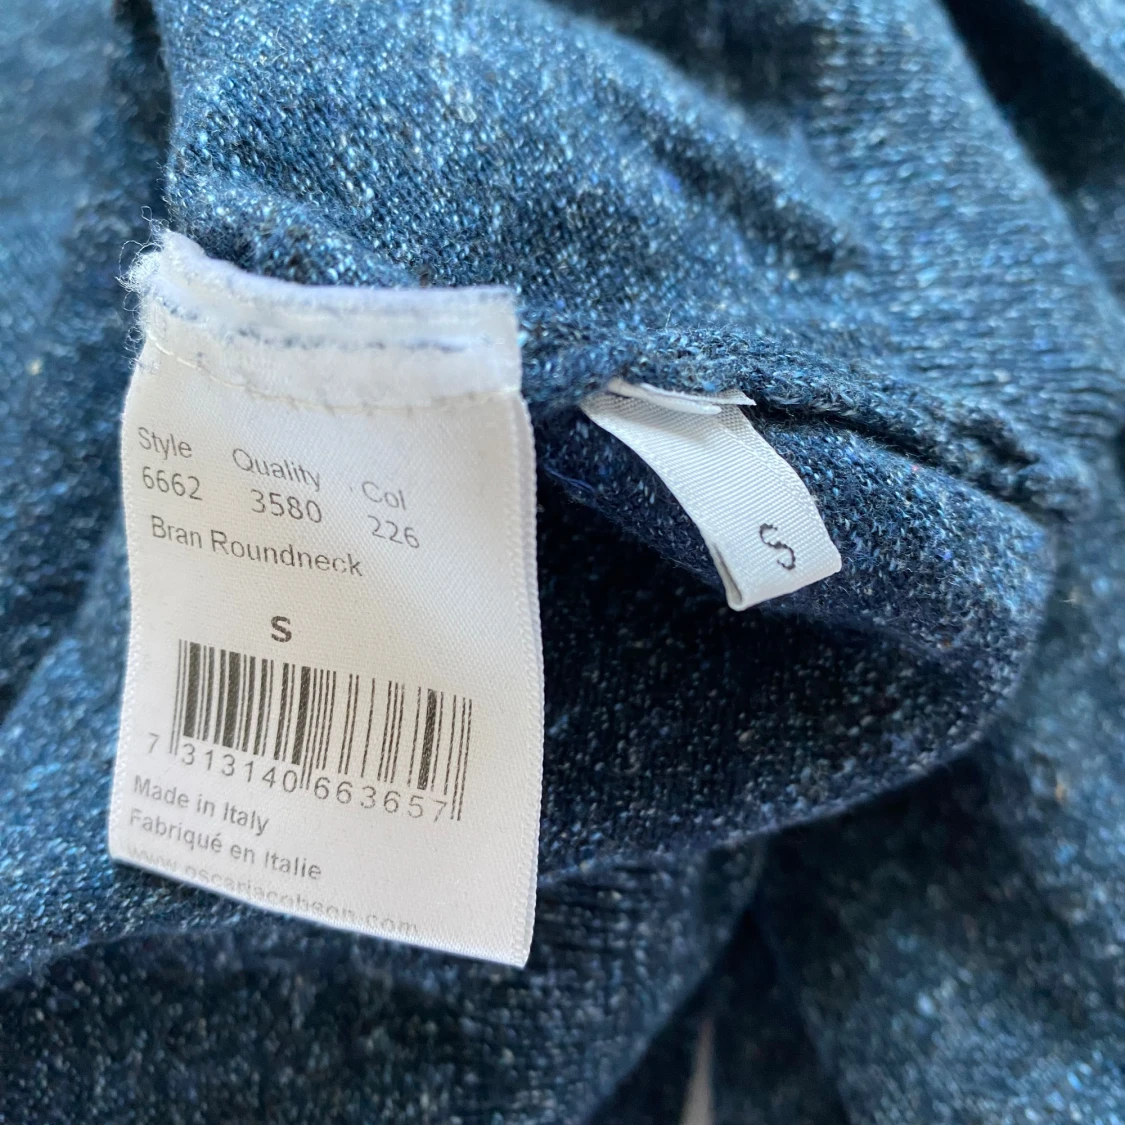 Style Quality Col
6662 3580 226
Bran Roundneck
S
7 313140 663657
Made in Italy
Fabriqué en Italie
www.oscarjacobson.com
S